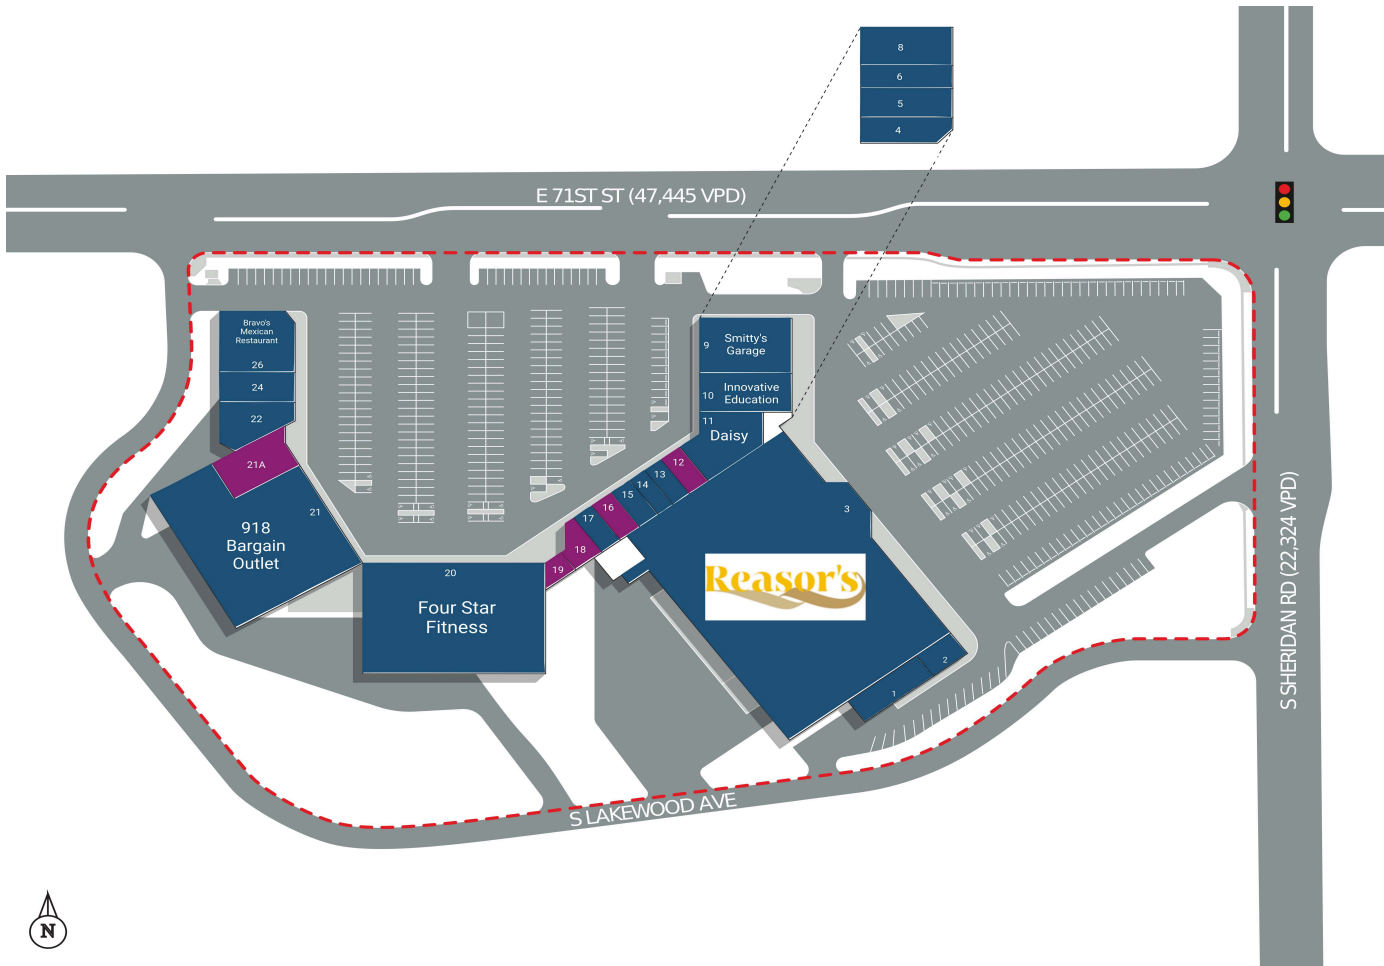 8
6
5
4
E 71ST ST (47,445 VPD)
Bravo's
Mexican
Restaurant
26
24
22
21A
21
918
Bargain
Outlet
20
Four Star
Fitness
9
Smitty's
Garage
10
Innovative
Education
11
Daisy
12
13
14
15
16
17
18
19
3
Reasor's
2
1
S SHERIDAN RD (22,324 VPD)
S LAKEWOOD AVE
N